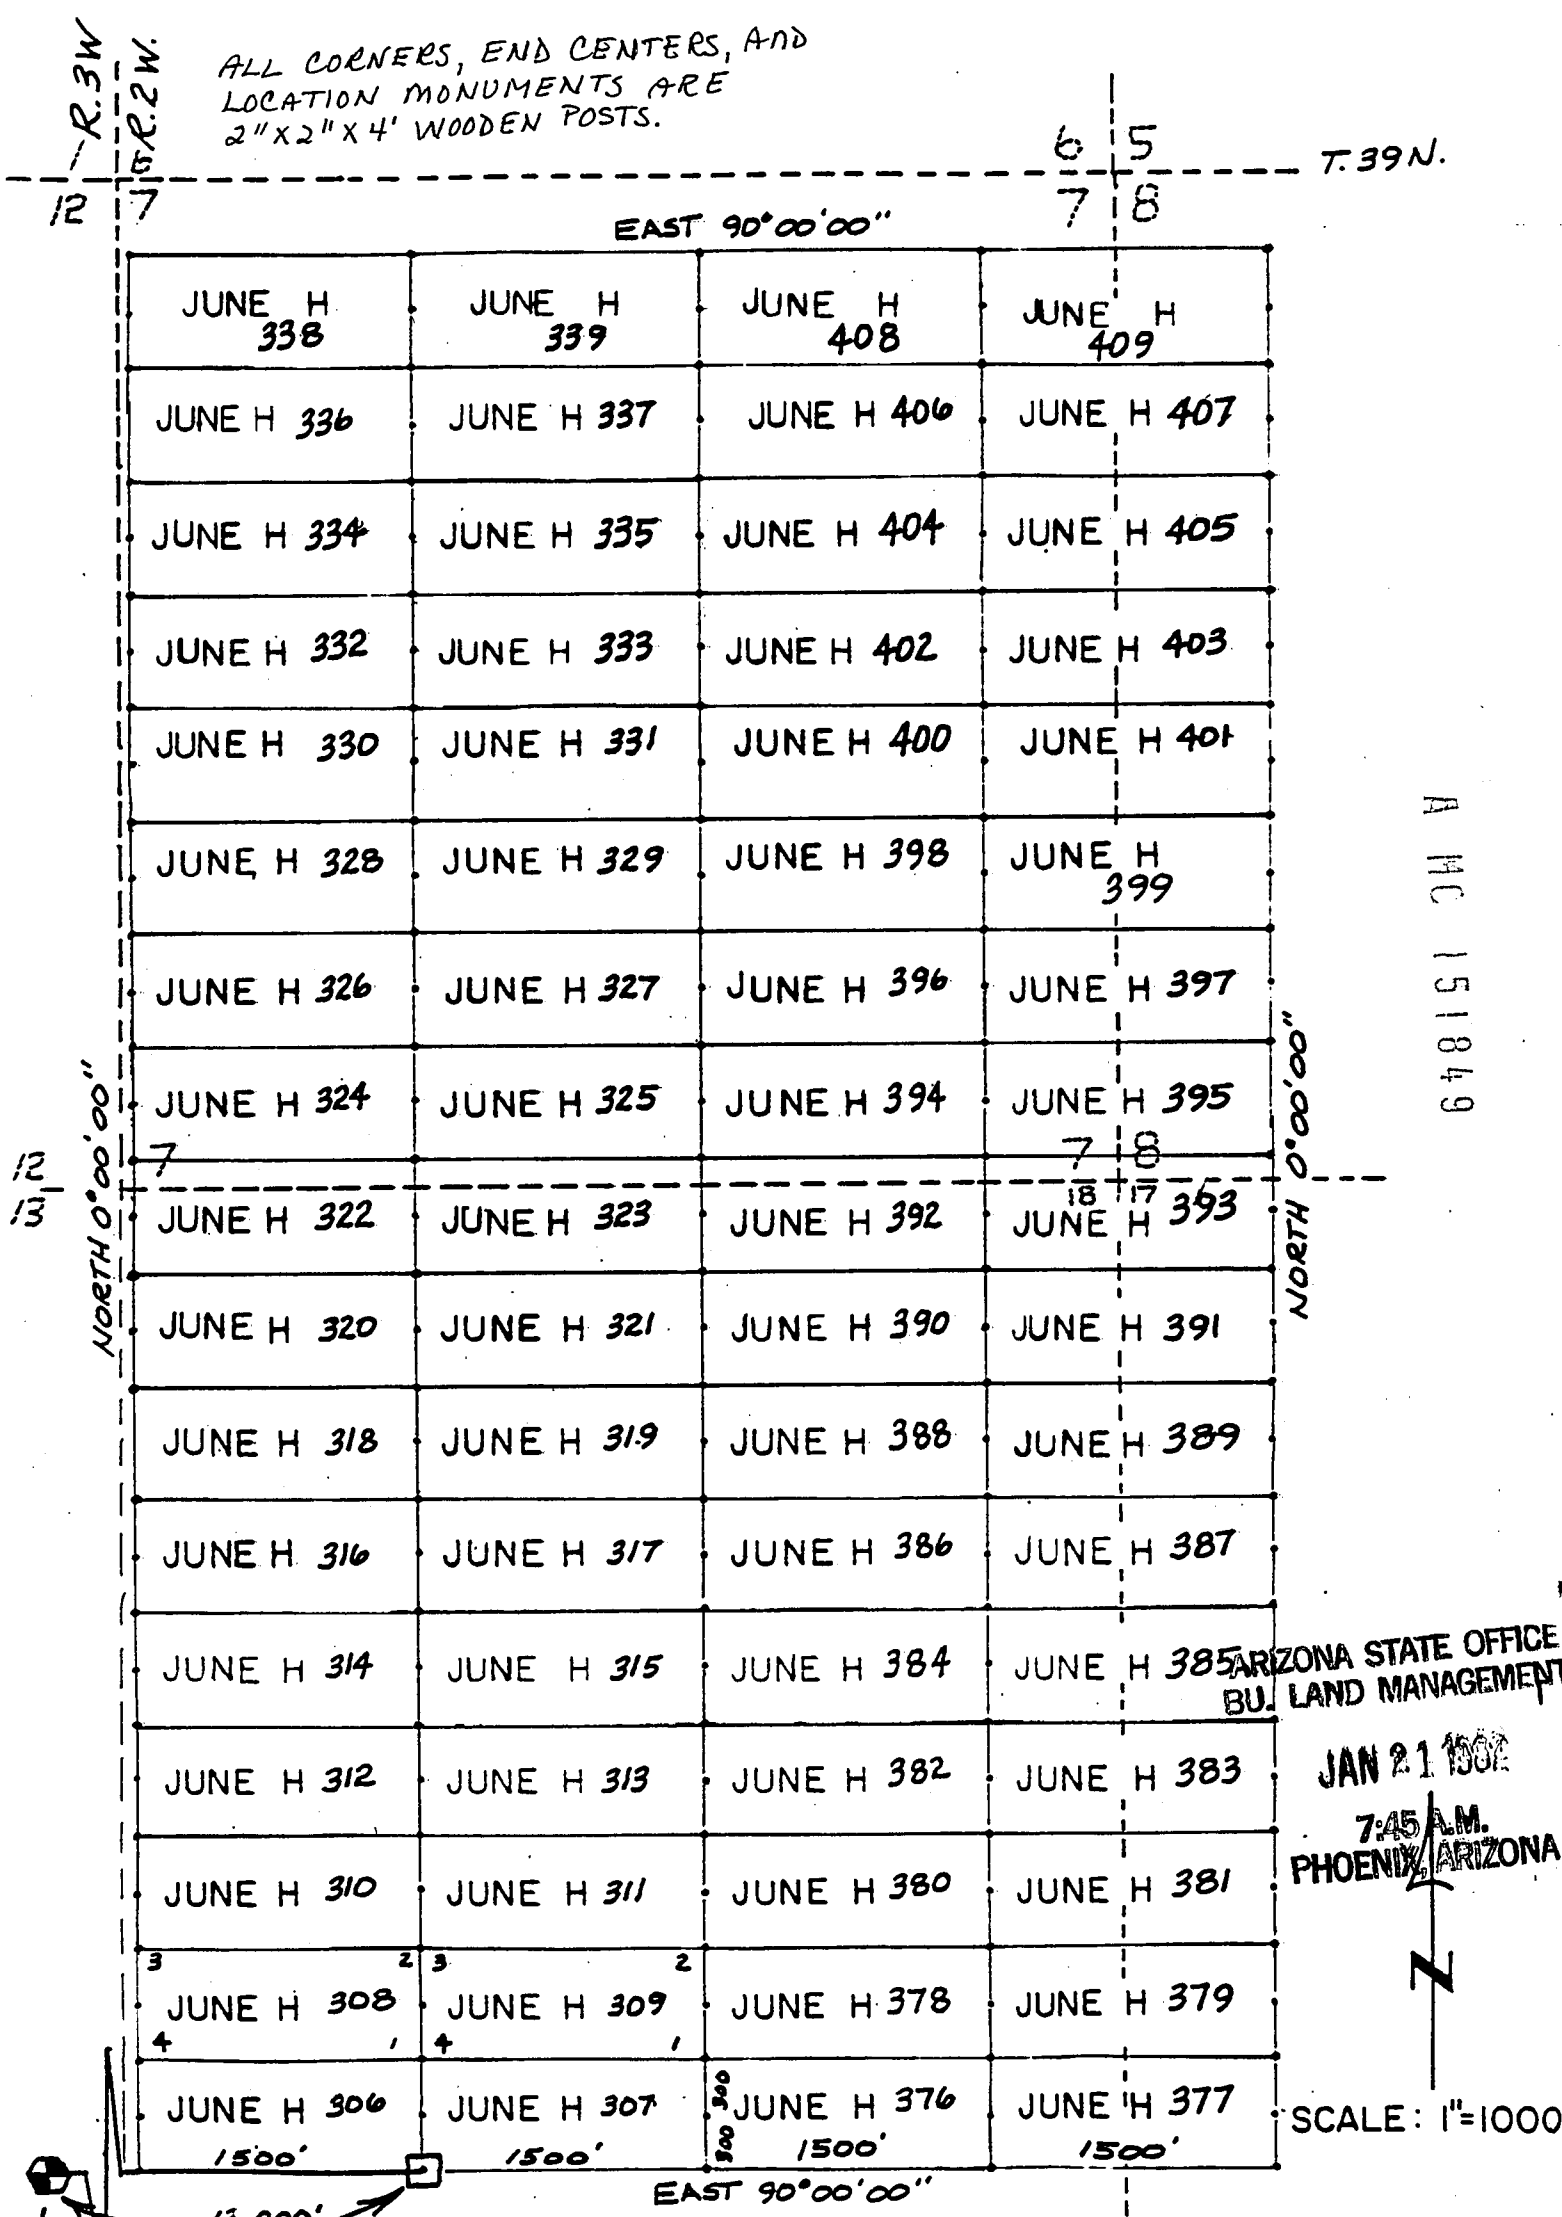 R.3W
R.2W.
ALL CORNERS, END CENTERS, AND
LOCATION MONUMENTS ARE
2"X2"X4' WOODEN POSTS.
6 5
T.39N.
12 7
7 8
EAST 90°00'00"
JUNE H 338
JUNE H 339
JUNE H 408
JUNE H 409
JUNE H 336
JUNE H 337
JUNE H 406
JUNE H 407
JUNE H 334
JUNE H 335
JUNE H 404
JUNE H 405
JUNE H 332
JUNE H 333
JUNE H 402
JUNE H 403
JUNE H 330
JUNE H 331
JUNE H 400
JUNE H 401
JUNE H 328
JUNE H 329
JUNE H 398
JUNE H 399
JUNE H 326
JUNE H 327
JUNE H 396
JUNE H 397
A MC 151849
JUNE H 324
JUNE H 325
JUNE H 394
JUNE H 395
NORTH 0°00'00"
NORTH 0°00'00"
12 7
7 8
13
18 17
JUNE H 322
JUNE H 323
JUNE H 392
JUNE H 393
JUNE H 320
JUNE H 321
JUNE H 390
JUNE H 391
JUNE H 318
JUNE H 319
JUNE H 388
JUNE H 389
JUNE H 316
JUNE H 317
JUNE H 386
JUNE H 387
JUNE H 314
JUNE H 315
JUNE H 384
JUNE H 385
ARIZONA STATE OFFICE
BU. LAND MANAGEMENT
JAN 21 1982
7:45 A.M.
PHOENIX, ARIZONA
JUNE H 312
JUNE H 313
JUNE H 382
JUNE H 383
JUNE H 310
JUNE H 311
JUNE H 380
JUNE H 381
N
3 2 3 2
JUNE H 308
JUNE H 309
JUNE H 378
JUNE H 379
4 1 4 1
JUNE H 306
JUNE H 307
300 300
JUNE H 376
JUNE H 377
SCALE: 1"=1000
1500' 1500' 1500' 1500'
EAST 90°00'00"